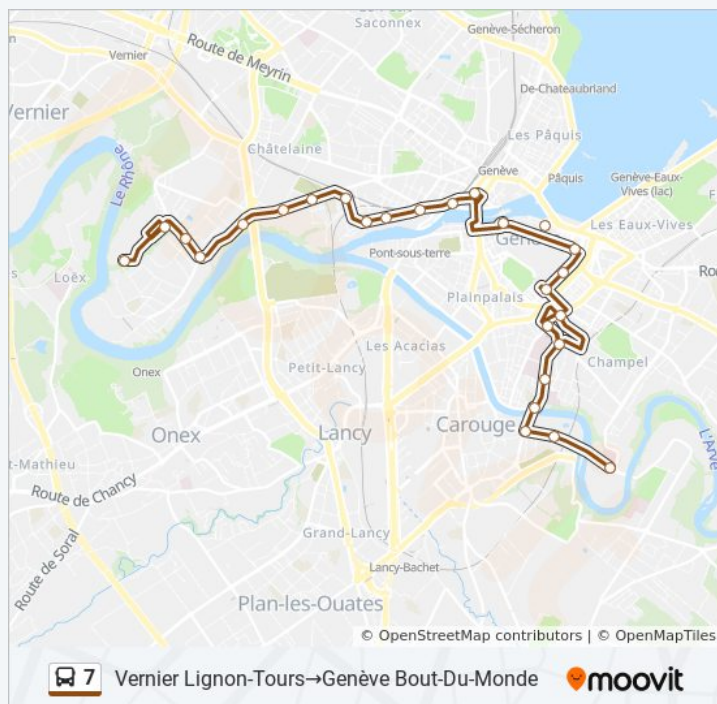 Saconnex
Genève-Sécheron
Route de Meyrin
Vernier
De-Chateaubriand
Vernier
Les Pâquis
Châtelaine
Le Rhône
Genève
Pâquis
Genève-Eaux-
Vives (lac)
Les Eaux-Vives
Pont-sous-terre
Loëx
Plainpalais
Les Acacias
Petit-Lancy
Champel
Onex
Carouge
Onex
Lancy
L'Arve
t-Mathieu
Route de Chancy
Route de Soral
Grand-Lancy
Lancy-Bachet
Plan-les-Ouates
© OpenStreetMap contributors | © OpenMapTiles
7 Vernier Lignon-Tours→Genève Bout-Du-Monde moovit